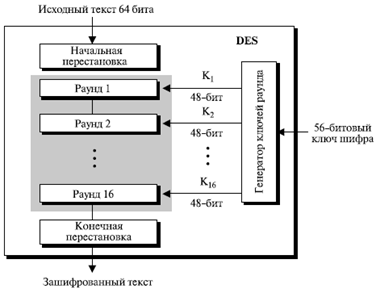 Исходный текст 64 бита
DES
Начальная
перестановка
Раунд 1
K1
48-бит
Раунд 2
K2
48-бит
Раунд 16
K16
48-бит
Генератор ключей раунда
56-битовый
ключ шифра
Конечная
перестановка
Зашифрованный текст